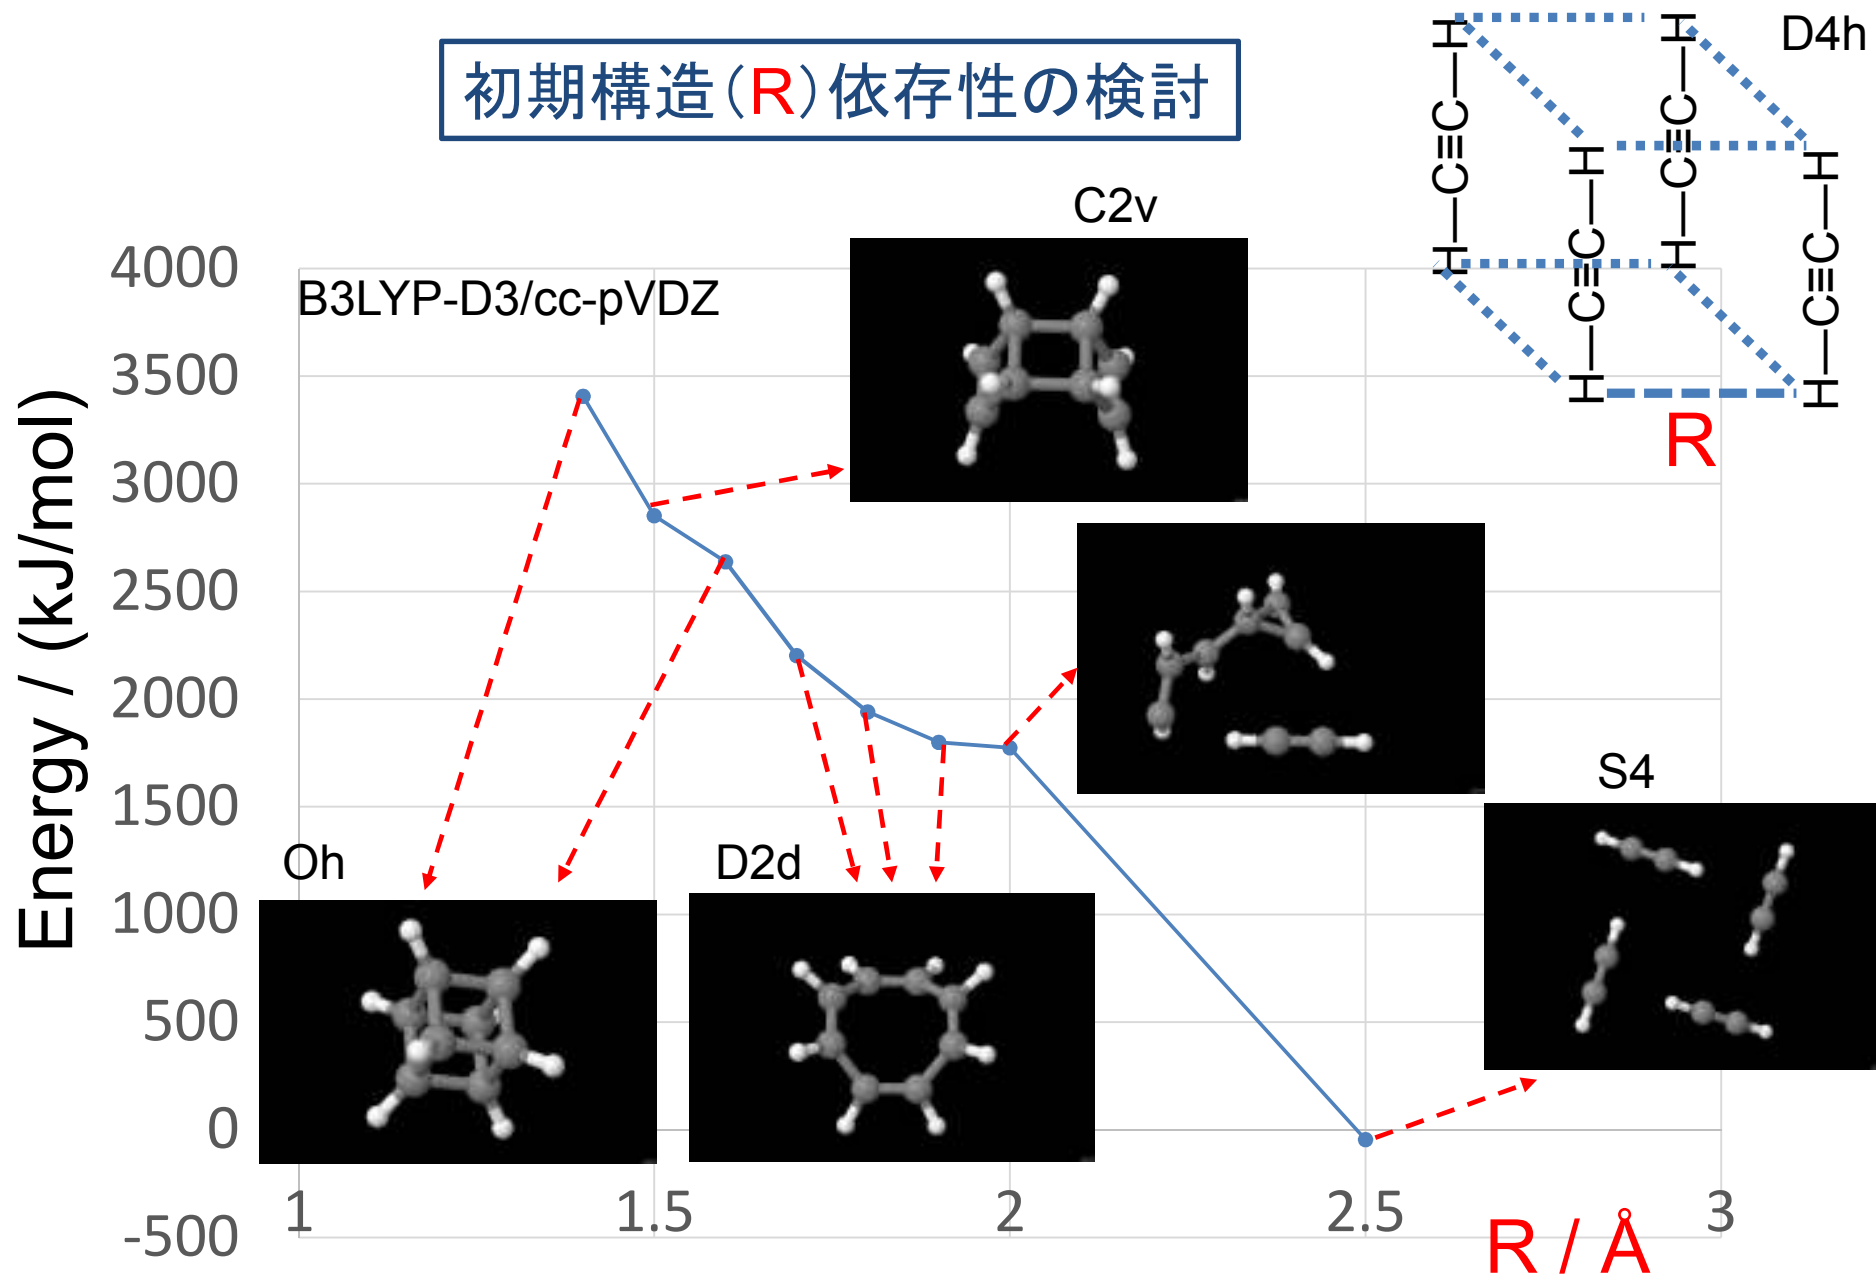 初期構造（R）依存性の検討
D4h
H—C≡C—H
H—C≡C—H
H—C≡C—H
H—C≡C—H
R
C2v
B3LYP-D3/cc-pVDZ
Energy / (kJ/mol)
4000
3500
3000
2500
2000
1500
1000
500
0
-500
S4
Oh
D2d
1
1.5
2
2.5
3
R / Å